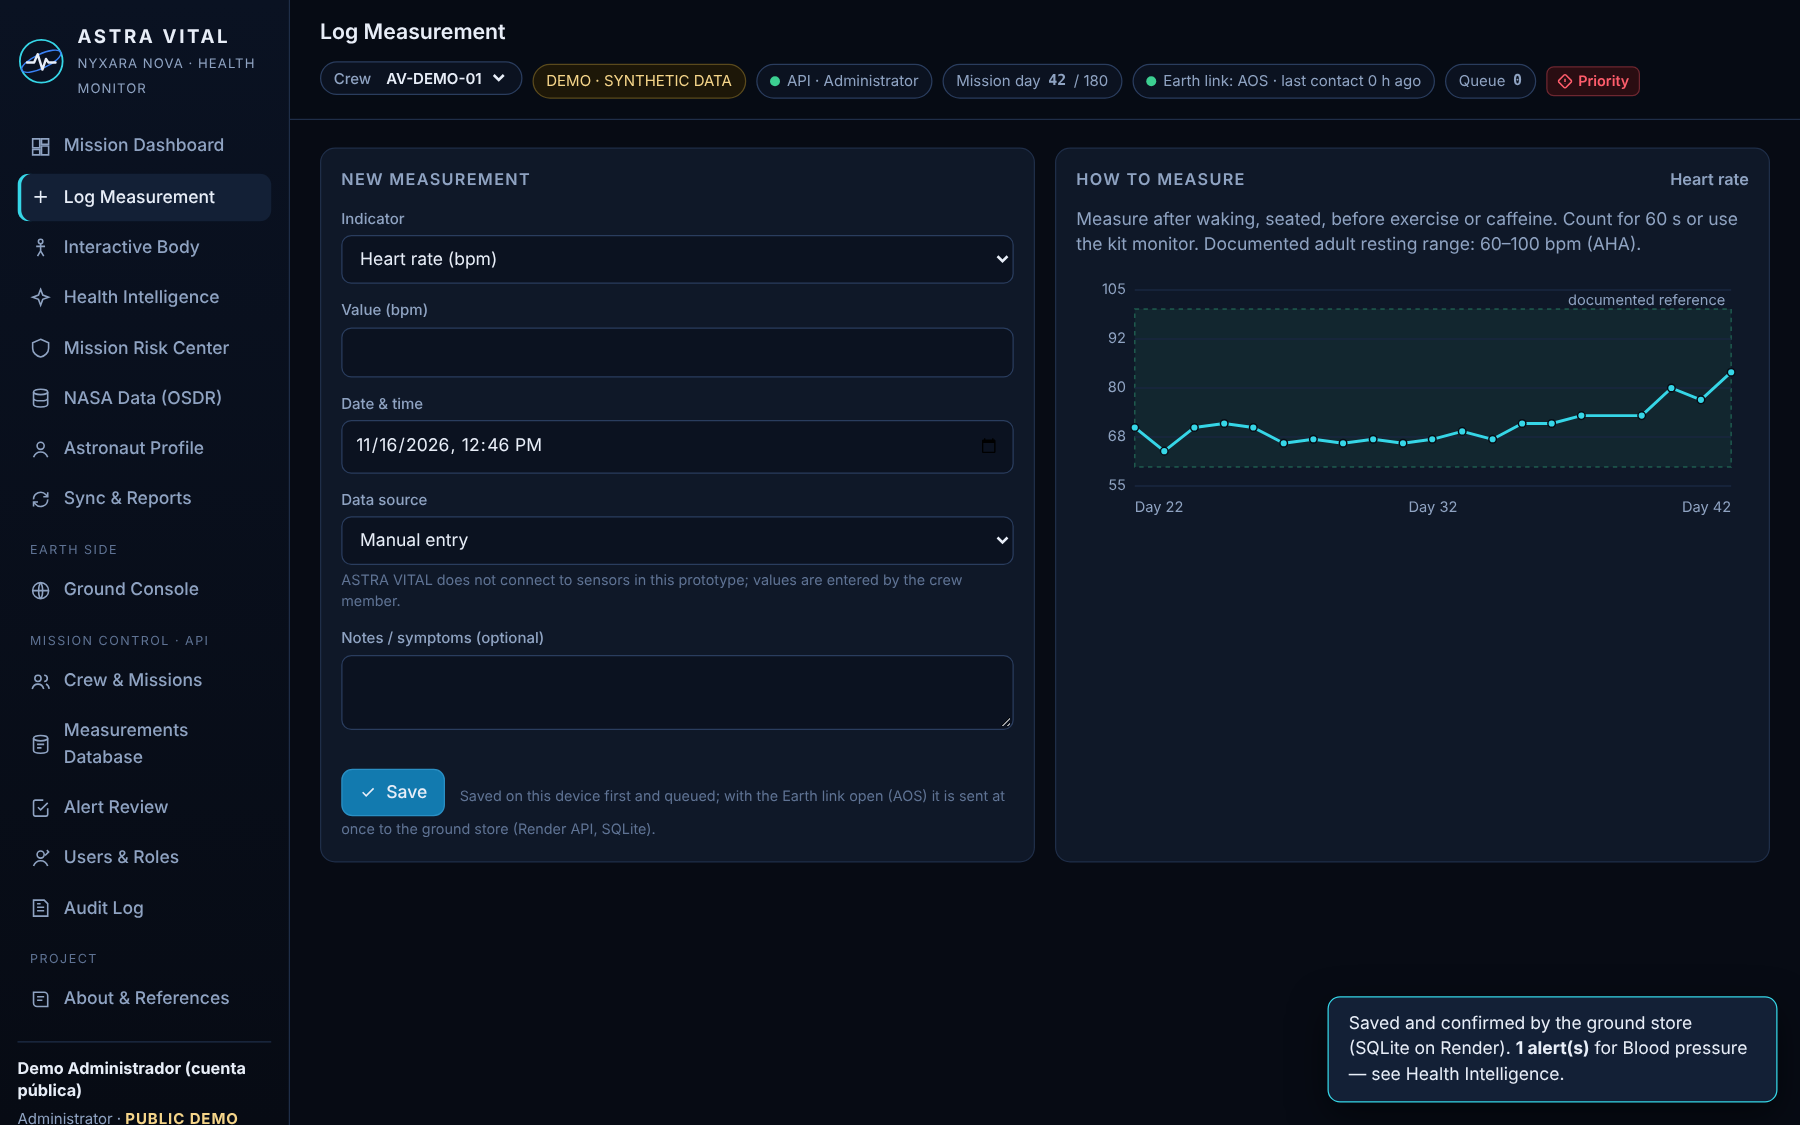 ASTRA VITAL
NYXARA NOVA · HEALTH
MONITOR
Mission Dashboard
Log Measurement
Interactive Body
Health Intelligence
Mission Risk Center
NASA Data (OSDR)
Astronaut Profile
Sync & Reports
EARTH SIDE
Ground Console
MISSION CONTROL · API
Crew & Missions
Measurements
Database
Alert Review
Users & Roles
Audit Log
PROJECT
About & References
Demo Administrador (cuenta
pública)
Administrator · PUBLIC DEMO
Log Measurement
Crew AV-DEMO-01
DEMO · SYNTHETIC DATA
API · Administrator
Mission day 42 / 180
Earth link: AOS · last contact 0 h ago
Queue 0
Priority
NEW MEASUREMENT
Indicator
Heart rate (bpm)
Value (bpm)
Date & time
11/16/2026, 12:46 PM
Data source
Manual entry
ASTRA VITAL does not connect to sensors in this prototype; values are entered by the crew
member.
Notes / symptoms (optional)
Save
Saved on this device first and queued; with the Earth link open (AOS) it is sent at
once to the ground store (Render API, SQLite).
HOW TO MEASURE
Heart rate
Measure after waking, seated, before exercise or caffeine. Count for 60 s or use
the kit monitor. Documented adult resting range: 60–100 bpm (AHA).
105
documented reference
92
80
68
55
Day 22
Day 32
Day 42
Saved and confirmed by the ground store
(SQLite on Render). 1 alert(s) for Blood pressure
— see Health Intelligence.